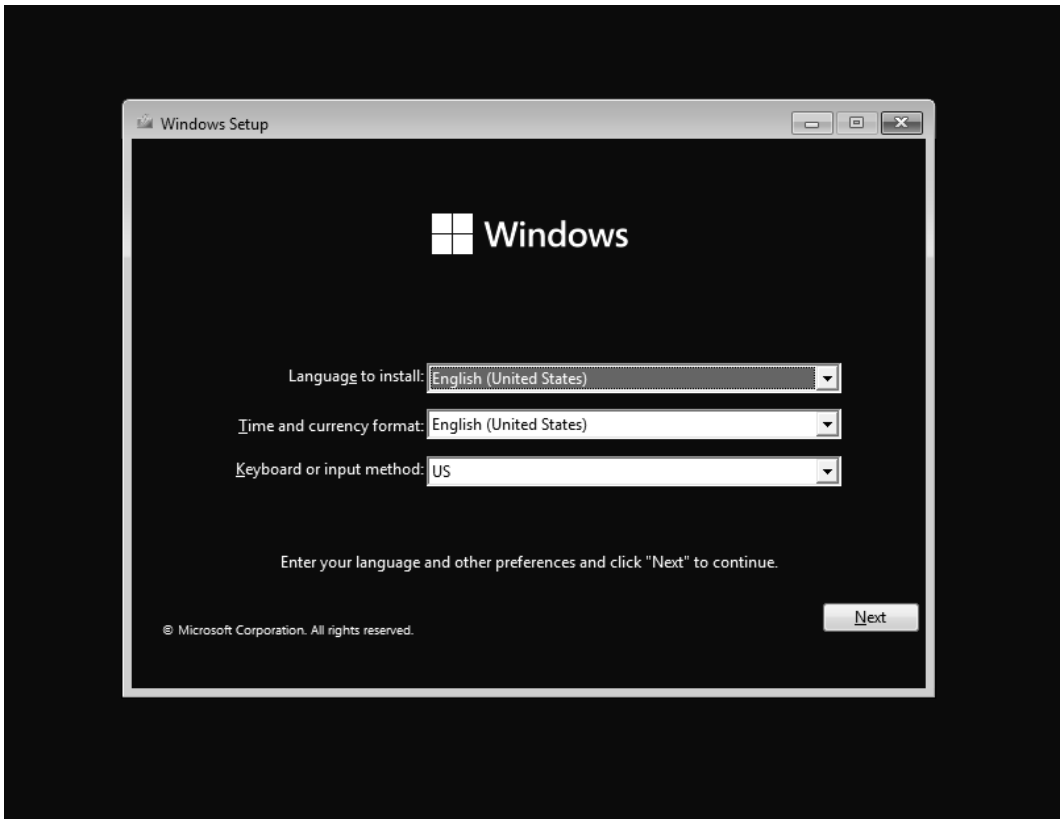 Windows Setup
Windows
Language to install: English (United States)
Time and currency format: English (United States)
Keyboard or input method: US
Enter your language and other preferences and click "Next" to continue.
© Microsoft Corporation. All rights reserved.
Next